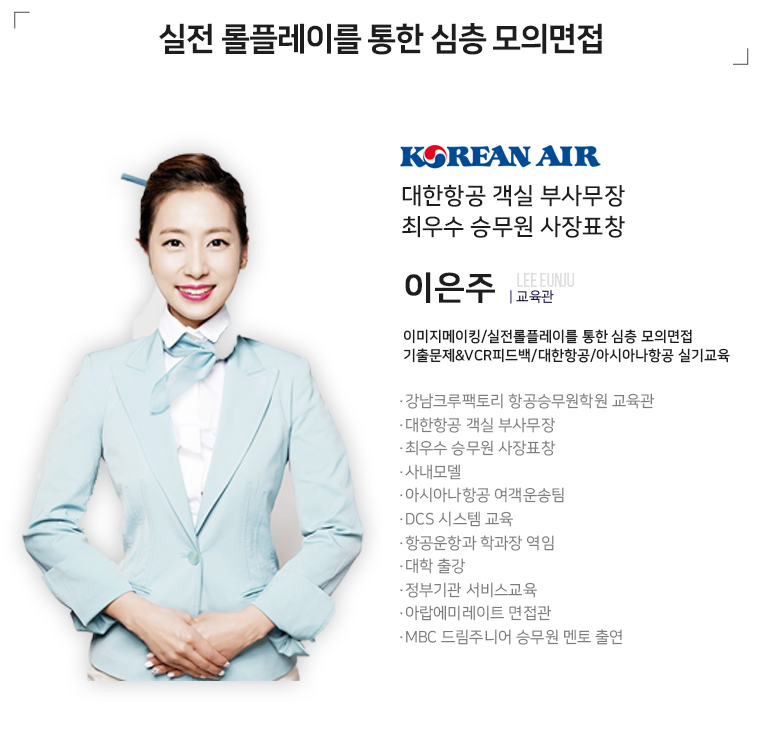 실전 롤플레이를 통한 심층 모의면접
KOREAN AIR
대한항공 객실 부사무장
최우수 승무원 사장표창
이은주 LEE EUNJU
| 교육관
이미지메이킹/실전롤플레이를 통한 심층 모의면접
기출문제&VCR피드백/대한항공/아시아나항공 실기교육
·강남크루팩토리 항공승무원학원 교육관
·대한항공 객실 부사무장
·최우수 승무원 사장표창
·사내모델
·아시아나항공 여객운송팀
·DCS 시스템 교육
·항공운항과 학과장 역임
·대학 출강
·정부기관 서비스교육
·아랍에미레이트 면접관
·MBC 드림주니어 승무원 멘토 출연